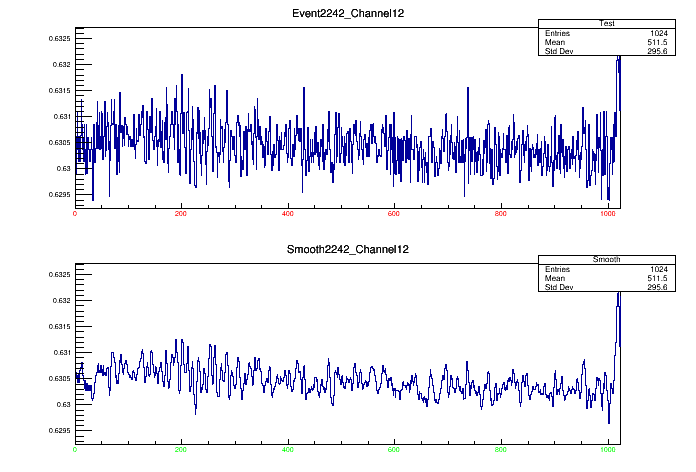 Event2242_Channel12
Test
Entries 1024
Mean 511.5
Std Dev 295.6
0.6325
0.632
0.6315
0.631
0.6305
0.63
0.6295
0 200 400 600 800 1000
Smooth2242_Channel12
Smooth
Entries 1024
Mean 511.5
Std Dev 295.6
0.6325
0.632
0.6315
0.631
0.6305
0.63
0.6295
0 200 400 600 800 1000